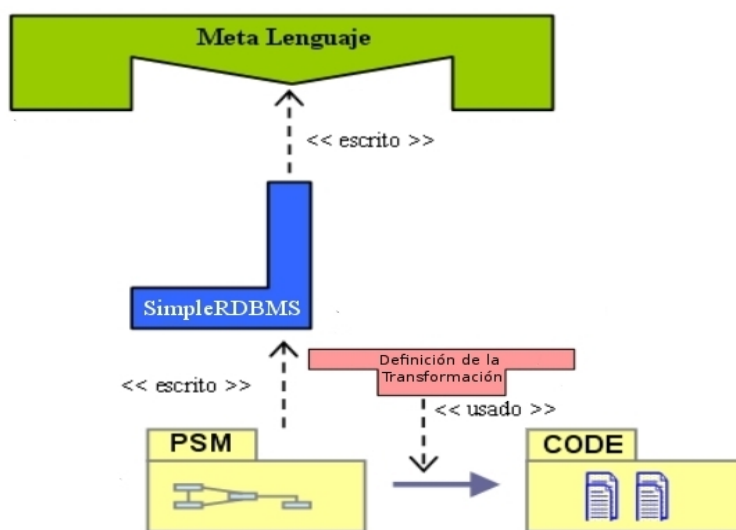 Meta Lenguaje
<< escrito >>
SimpleRDBMS
Definición de la
Transformación
<< escrito >>
<< usado >>
PSM
CODE